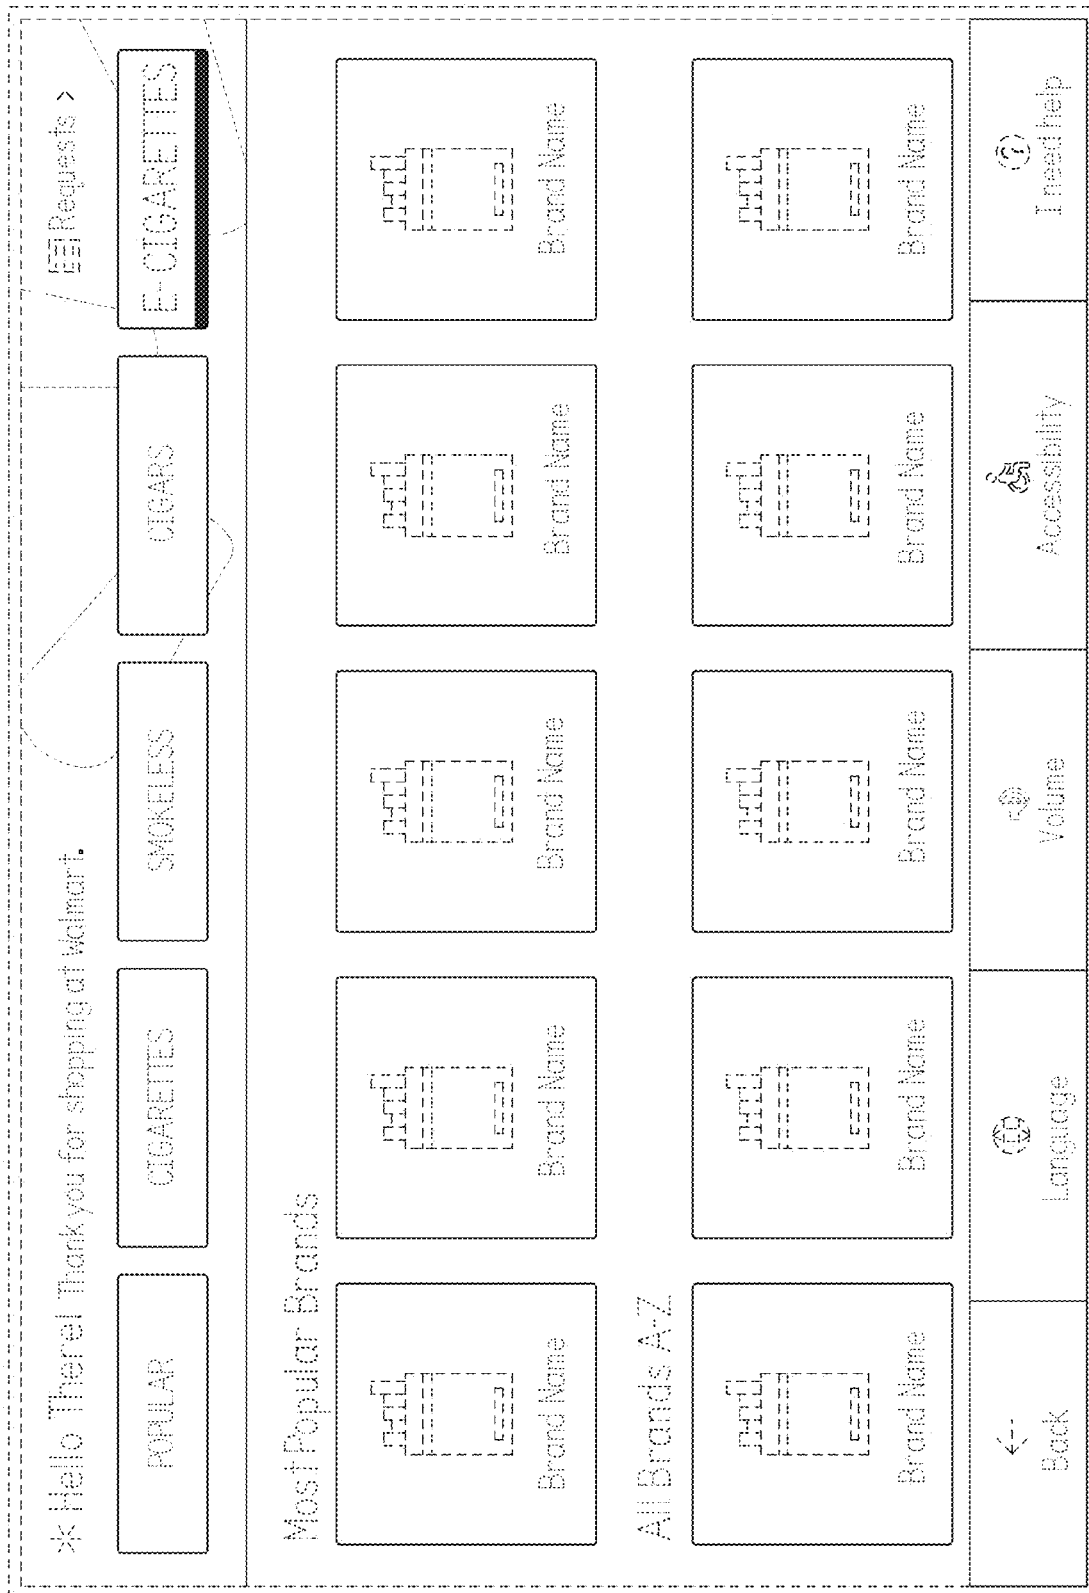 Hello There! Thank you for shopping at Walmart.
Requests >
POPULAR
CIGARETTES
SMOKELESS
CIGARS
E-CIGARETTES
Most Popular Brands
Brand Name
Brand Name
Brand Name
Brand Name
Brand Name
All Brands A-Z
Brand Name
Brand Name
Brand Name
Brand Name
Brand Name
Back
Language
Volume
Accessibility
I need help